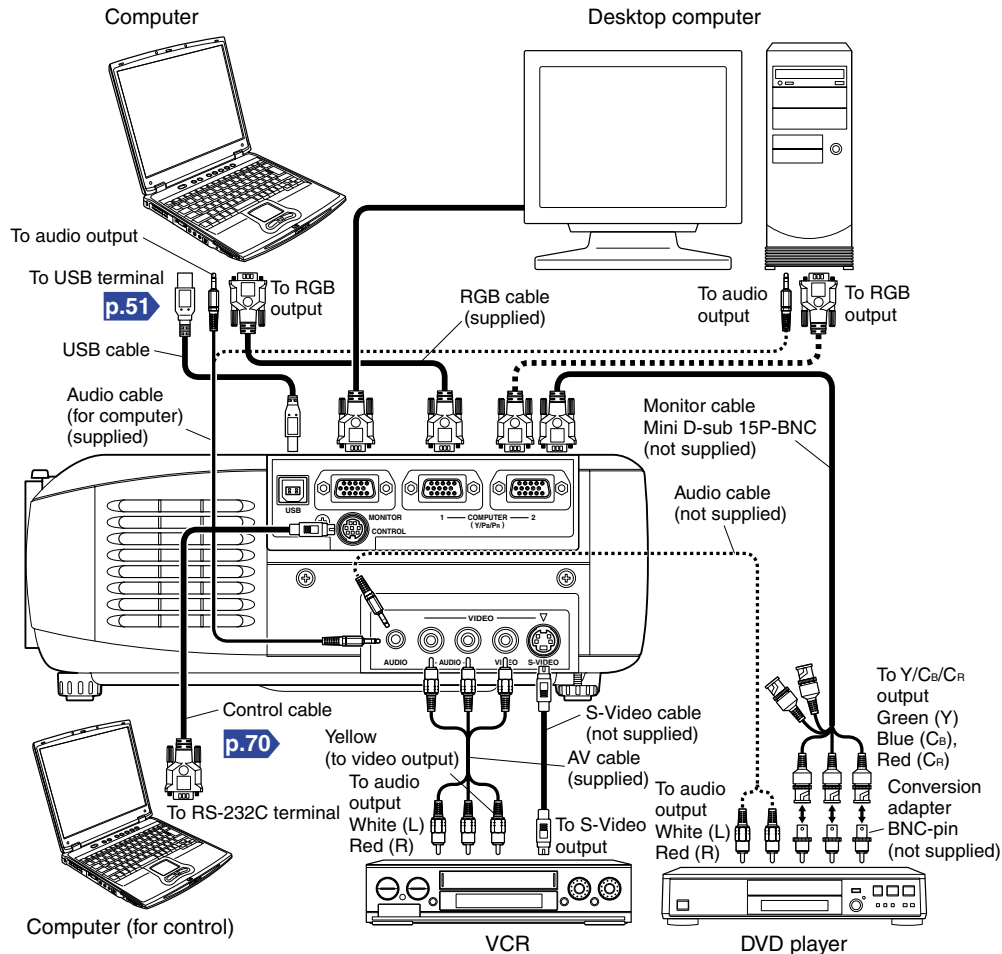 Computer
Desktop computer
To audio output
To USB terminal
p.51
To RGB
output
USB cable
RGB cable
(supplied)
To audio
output
To RGB
output
Audio cable
(for computer)
(supplied)
Monitor cable
Mini D-sub 15P-BNC
(not supplied)
Audio cable
(not supplied)
USB
MONITOR
1 COMPUTER 2
(Y/PB/PR)
CONTROL
VIDEO
AUDIO
- AUDIO
VIDEO
S-VIDEO
Control cable
p.70
To RS-232C terminal
Yellow
(to video output)
To audio
output
White (L)
Red (R)
S-Video cable
(not supplied)
AV cable
(supplied)
To S-Video
output
To audio
output
White (L)
Red (R)
To Y/CB/CR
output
Green (Y)
Blue (CB),
Red (CR)
Conversion
adapter
BNC-pin
(not supplied)
Computer (for control)
VCR
DVD player